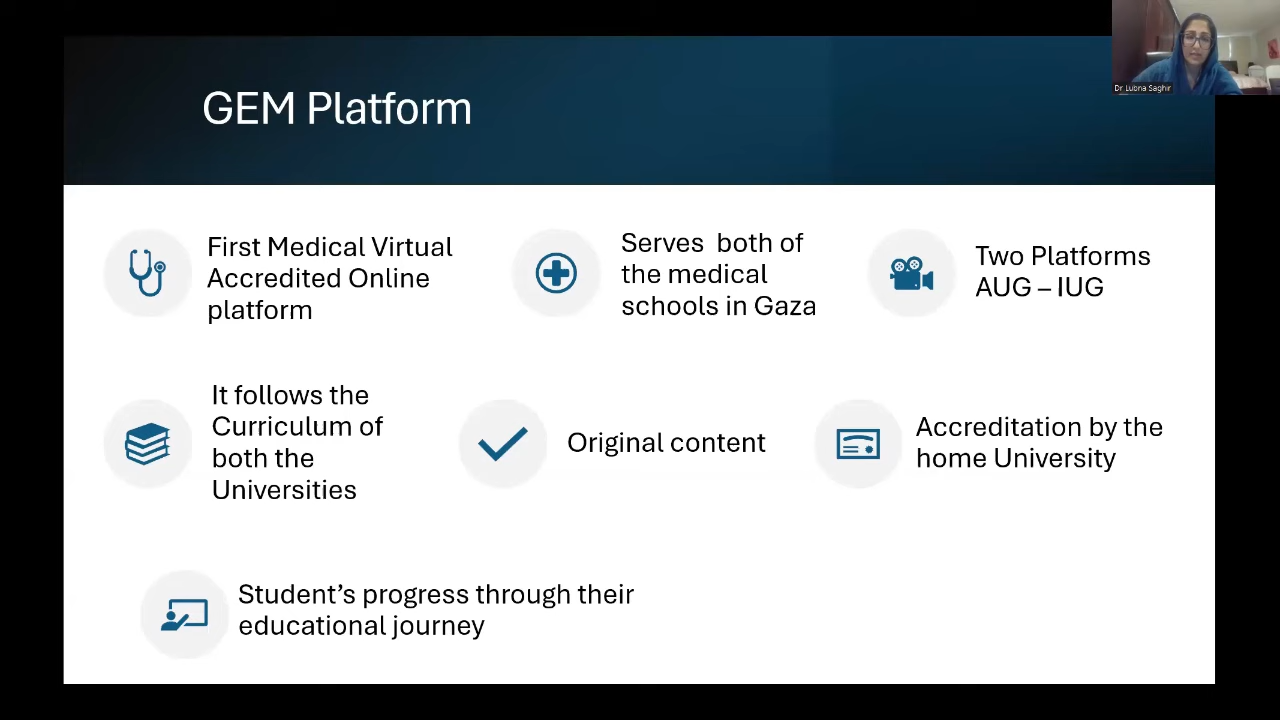 GEM Platform
Dr Lubna Saghir
First Medical Virtual
Accredited Online
platform
Serves both of
the medical
schools in Gaza
Two Platforms
AUG – IUG
It follows the
Curriculum of
both the
Universities
Original content
Accreditation by the
home University
Student’s progress through their
educational journey